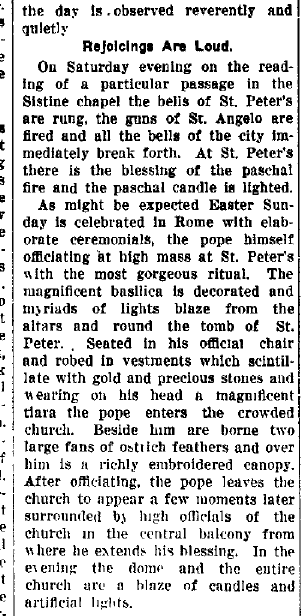 the day is observed reverently and
quietly
Rejoicings Are Loud.
On Saturday evening on the read-
ing of a particular passage in the
Sistine chapel the bells of St. Peter's
are rung, the guns of St. Angelo are
fired and all the bells of the city im-
mediately break forth. At St. Peter's
there is the blessing of the paschal
fire and the paschal candle is lighted.
As might be expected Easter Sun-
day is celebrated in Rome with elab-
orate ceremonials, the pope himself
officiating at high mass at St. Peter's
with the most gorgeous ritual. The
magnificent basilica is decorated and
myriads of lights blaze from the
altars and round the tomb of St.
Peter. Seated in his official chair
and robed in vestments which scintil-
late with gold and precious stones and
wearing on his head a magnificent
tiara the pope enters the crowded
church. Beside him are borne two
large fans of ostrich feathers and over
him is a richly embroidered canopy.
After officiating, the pope leaves the
church to appear a few moments later
surrounded by high officials of the
church in the central balcony from
where he extends his blessing. In the
evening the dome and the entire
church are a blaze of candles and
artificial lights.